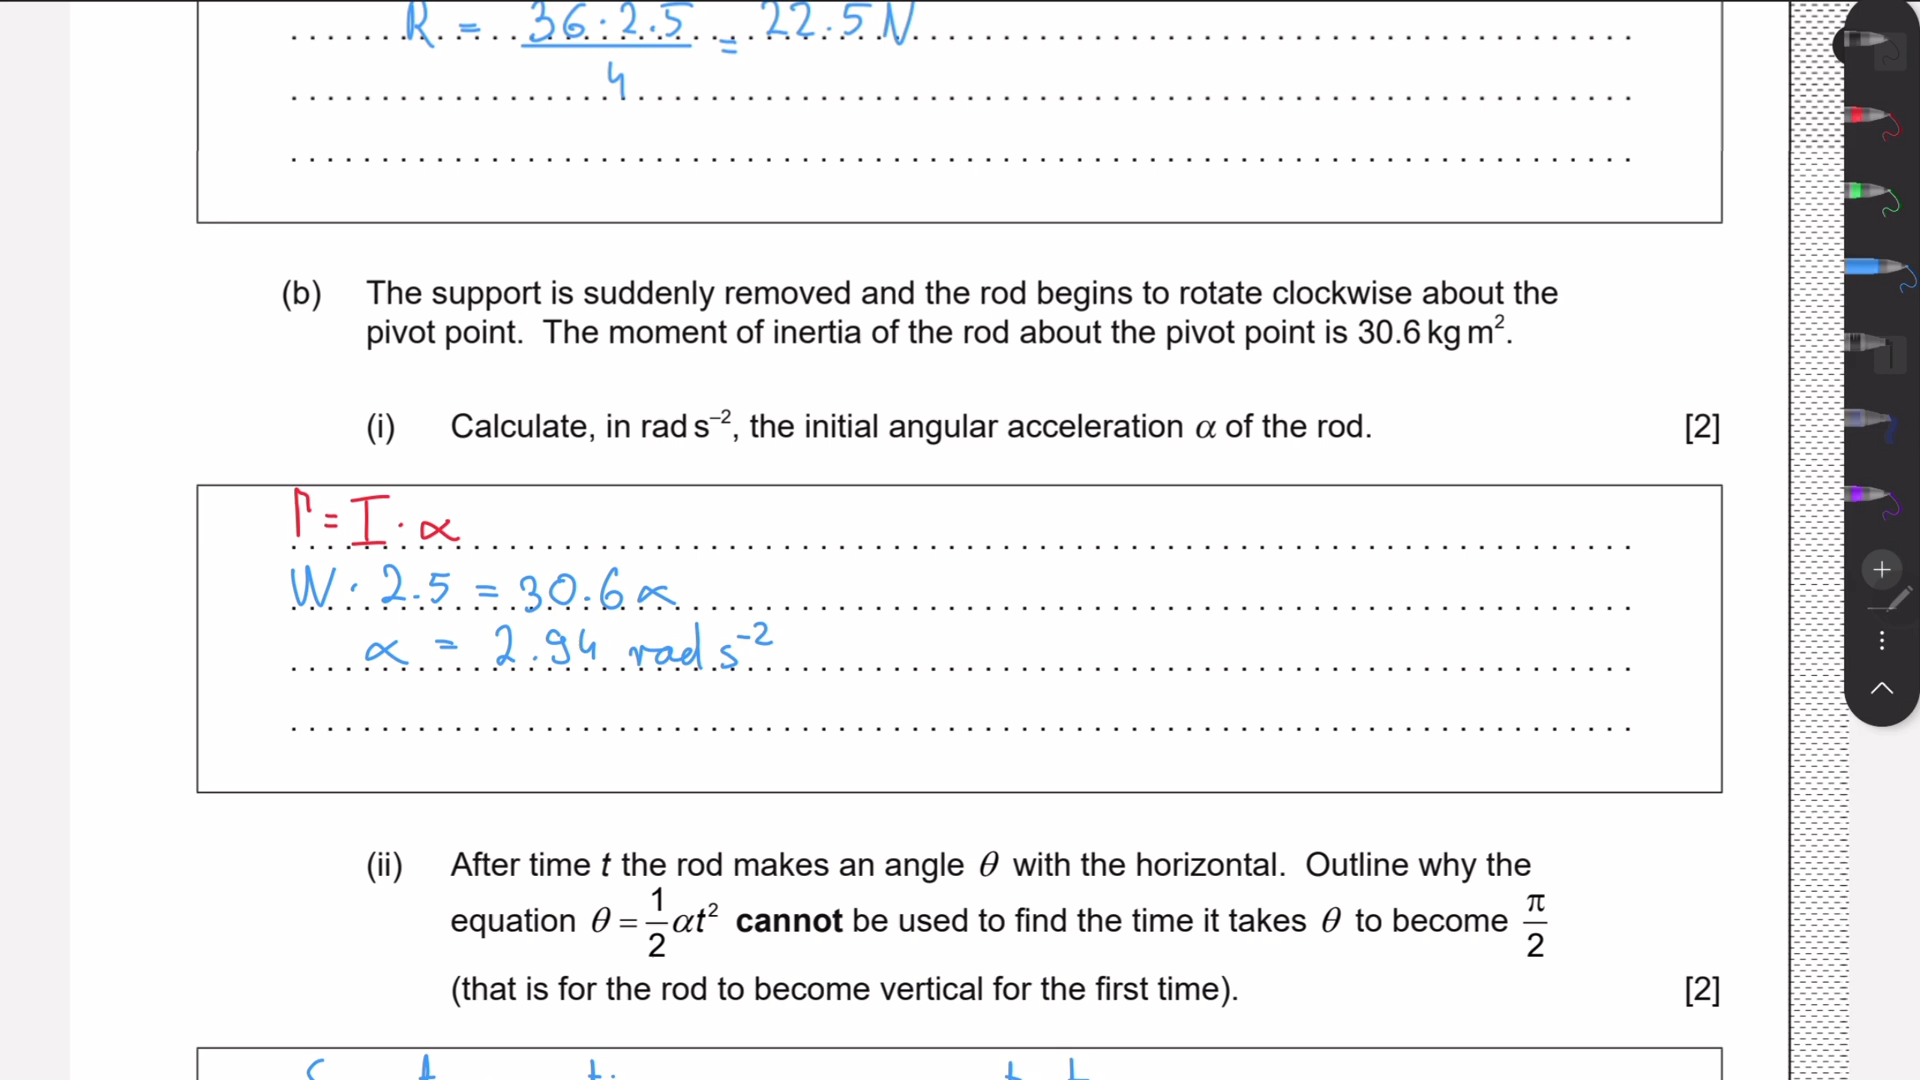 R = 36 · 2.5 / 4 = 22.5 N
(b) The support is suddenly removed and the rod begins to rotate clockwise about the
pivot point. The moment of inertia of the rod about the pivot point is 30.6 kg m².
(i) Calculate, in rad s⁻², the initial angular acceleration α of the rod. [2]
Γ = I · α
W · 2.5 = 30.6 α
α = 2.94 rad s⁻²
(ii) After time t the rod makes an angle θ with the horizontal. Outline why the
equation θ = 1/2 αt² cannot be used to find the time it takes θ to become π/2
(that is for the rod to become vertical for the first time). [2]